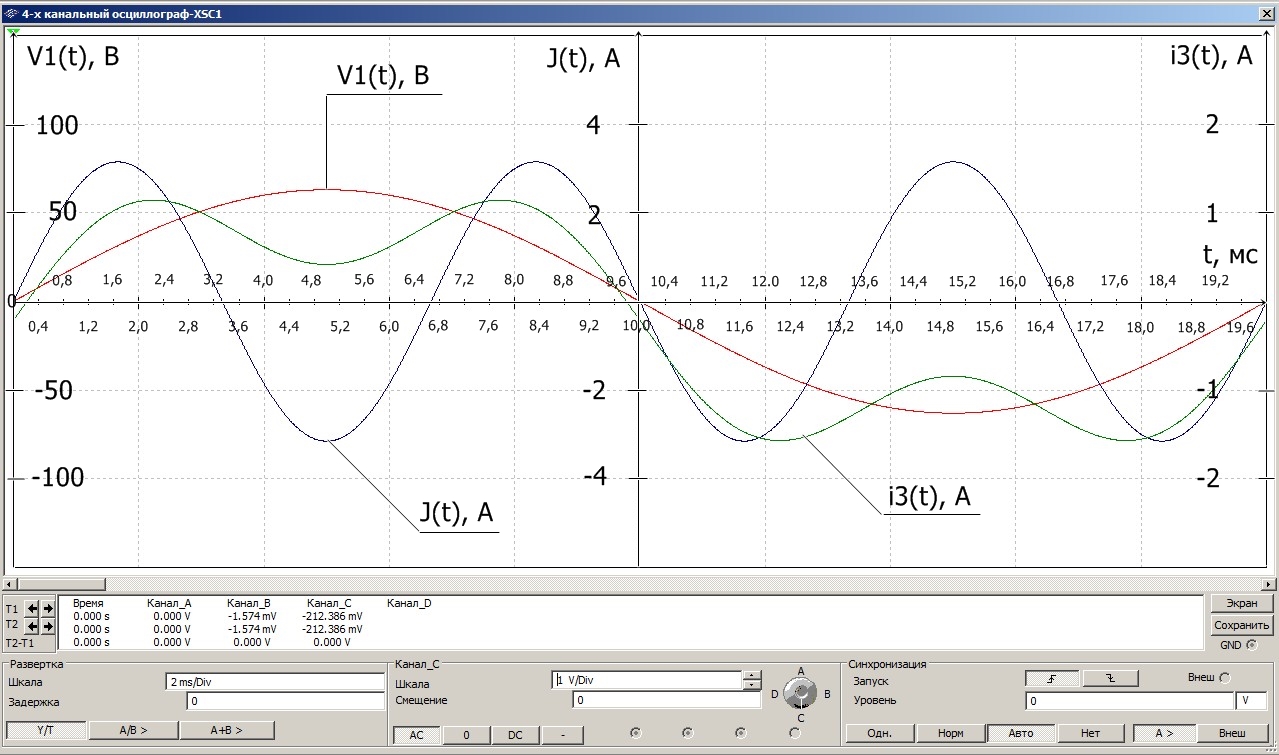 4-х канальный осциллограф-XSC1
V1(t), В
J(t), А
i3(t), А
V1(t), В
100
4
2
50
2
1
t, мс
0,8 1,6 2,4 3,2 4,0 4,8 5,6 6,4 7,2 8,0 8,8 9,6 10,4 11,2 12.0 12,8 13,6 14,4 15,2 16,0 16,8 17,6 18,4 19,2
0
0,4 1,2 2,0 2,8 3,6 4,4 5,2 6,0 6,8 7,6 8,4 9,2 10,0 10,8 11,6 12,4 13,2 14,0 14,8 15,6 16,4 17,2 18,0 18,8 19,6
-50
-2
-1
-100
-4
-2
i3(t), А
J(t), А
Время Канал_A Канал_B Канал_C Канал_D
T1 0.000 s 0.000 V -1.574 mV -212.386 mV
T2 0.000 s 0.000 V -1.574 mV -212.386 mV
T2-T1 0.000 s 0.000 V 0.000 V 0.000 V
Экран
Сохранить
GND
Развертка
Шкала 2 ms/Div
Задержка 0
Y/T A/B > A+B >
Канал_C
Шкала 1 V/Div
Смещение 0
AC 0 DC -
A
D B
C
Синхронизация
Запуск Внеш
Уровень 0 V
Одн. Норм Авто Нет A > Внеш